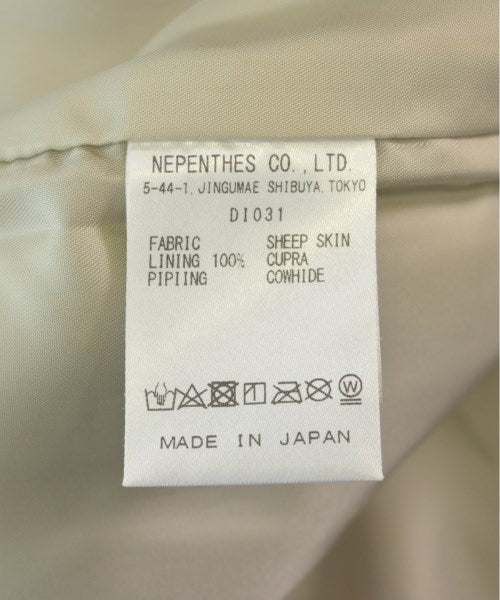 NEPENTHES CO.,LTD.
5-44-1, JINGUMAE SHIBUYA, TOKYO
DI031
FABRIC SHEEP SKIN
LINING 100% CUPRA
PIPIING COWHIDE
W
MADE IN JAPAN